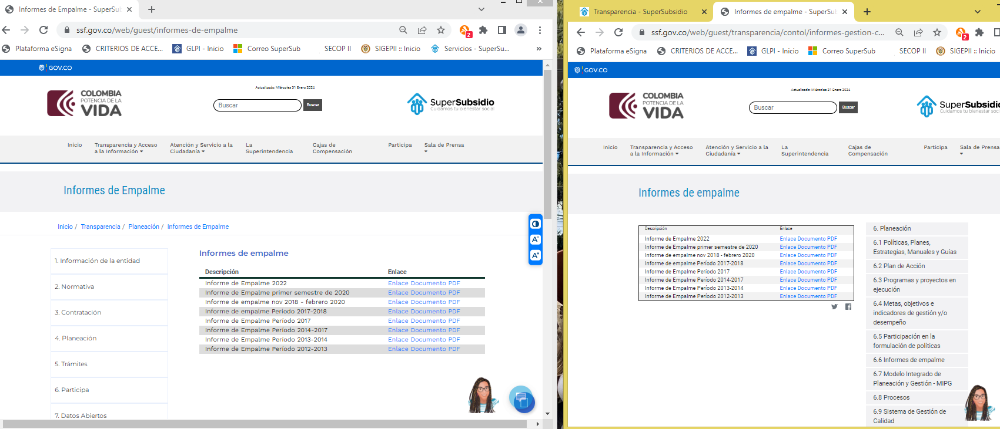 Informes de Empalme - SuperSu
ssf.gov.co/web/guest/informes-de-empalme
2
Plataforma eSigna
CRITERIOS DE ACCE...
GLPI - Inicio
Correo SuperSub
SECOP II
SIGEPII :: Inicio
Servicios - SuperSu...
»
GOV.CO
COLOMBIA
POTENCIA DE LA
VIDA
Actualizado: Miércoles 31 Enero 2024
Buscar
Buscar
SuperSubsidio
Cuidamos tu bienestar social
Inicio
Transparencia y Acceso
a la Información
Atención y Servicio a la
Ciudadanía
La
Superintendencia
Cajas de
Compensación
Participa
Sala de Prensa
Informes de Empalme
Inicio / Transparencia / Planeación / Informes de Empalme
A-
A+
1. Información de la entidad
2. Normativa
3. Contratación
4. Planeación
5. Trámites
6. Participa
7. Datos Abiertos
Informes de empalme
Descripción Enlace
Informe de Empalme 2022 Enlace Documento PDF
Informe de Empalme primer semestre de 2020 Enlace Documento PDF
Informe de empalme nov 2018 - febrero 2020 Enlace Documento PDF
Informe de empalme Período 2017-2018 Enlace Documento PDF
Informe de Empalme Período 2017 Enlace Documento PDF
Informe de Empalme Período 2014-2017 Enlace Documento PDF
Informe de Empalme Período 2013-2014 Enlace Documento PDF
Informe de Empalme Período 2012-2013 Enlace Documento PDF
Transparencia - SuperSubsidio
Informes de empalme - SuperSu
ssf.gov.co/web/guest/transparencia/contol/informes-gestion-c...
2
Plataforma eSigna
CRITERIOS DE ACCE...
GLPI - Inicio
Correo SuperSub
SECOP II
SIGEPII :: Inicio
GOV.CO
COLOMBIA
POTENCIA DE LA
VIDA
Actualizado: Miércoles 31 Enero 2024
Buscar
Buscar
SuperSubsidio
Cuidamos tu bienestar soci
Inicio
Transparencia y Acceso
a la Información
Atención y Servicio a la
Ciudadanía
La
Superintendencia
Cajas de
Compensación
Participa
Sala de Prensa
Informes de empalme
Descripción Enlace
Informe de Empalme 2022 Enlace Documento PDF
Informe de Empalme primer semestre de 2020 Enlace Documento PDF
Informe de empalme nov 2018 - febrero 2020 Enlace Documento PDF
Informe de empalme Período 2017-2018 Enlace Documento PDF
Informe de Empalme Período 2017 Enlace Documento PDF
Informe de Empalme Período 2014-2017 Enlace Documento PDF
Informe de Empalme Período 2013-2014 Enlace Documento PDF
Informe de Empalme Período 2012-2013 Enlace Documento PDF
6. Planeación
6.1 Políticas, Planes,
Estrategias, Manuales y Guías
6.2 Plan de Acción
6.3 Programas y proyectos en
ejecución
6.4 Metas, objetivos e
indicadores de gestión y/o
desempeño
6.5 Participación en la
formulación de políticas
6.6 Informes de empalme
6.7 Modelo Integrado de
Planeación y Gestión - MIPG
6.8 Procesos
6.9 Sistema de Gestión de
Calidad